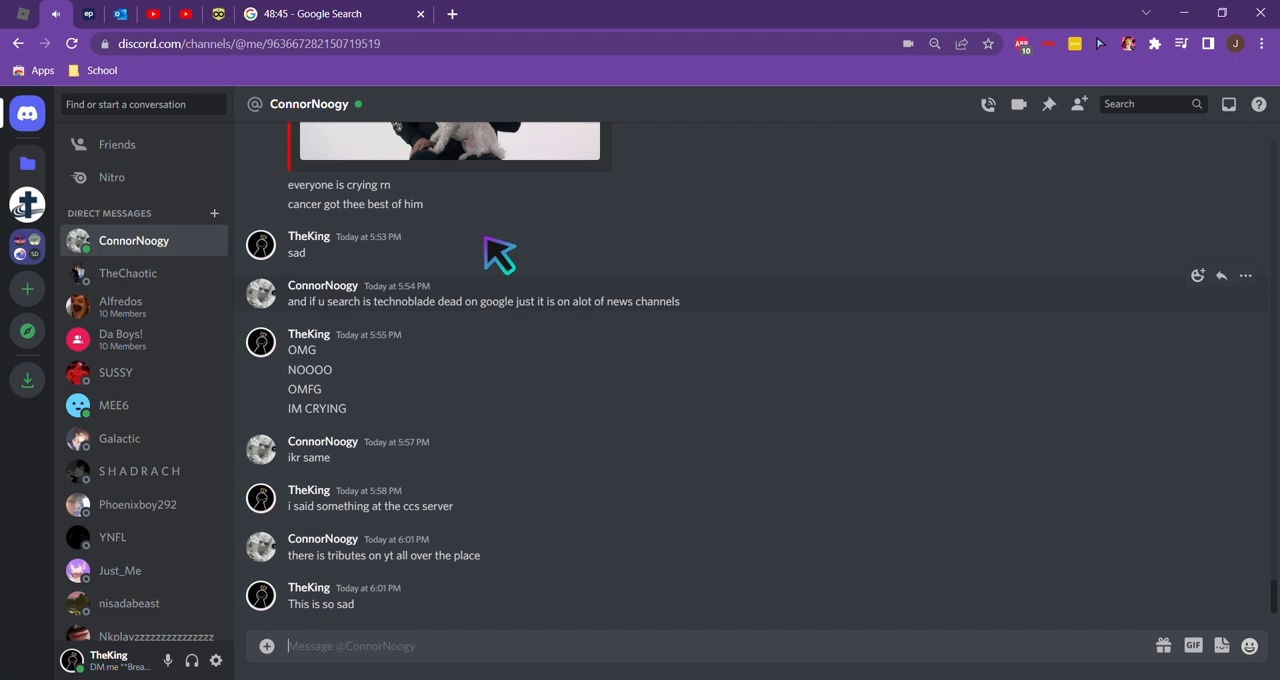 ep
48:45 - Google Search
discord.com/channels/@me/963667282150719519
10
J
Apps
School
Find or start a conversation
ConnorNoogy
Search
Friends
Nitro
DIRECT MESSAGES
ConnorNoogy
TheChaotic
Alfredos
10 Members
Da Boys!
10 Members
SUSSY
MEE6
Galactic
S H A D R A C H
Phoenixboy292
YNFL
Just_Me
nisadabeast
Nkplayzzzzzzzzzzzzzzz
TheKing
DM me **Brea...
everyone is crying rn
cancer got thee best of him
TheKing Today at 5:53 PM
sad
ConnorNoogy Today at 5:54 PM
and if u search is technoblade dead on google just it is on alot of news channels
TheKing Today at 5:55 PM
OMG
NOOOO
OMFG
IM CRYING
ConnorNoogy Today at 5:57 PM
ikr same
TheKing Today at 5:58 PM
i said something at the ccs server
ConnorNoogy Today at 6:01 PM
there is tributes on yt all over the place
TheKing Today at 6:01 PM
This is so sad
Message @ConnorNoogy
GIF